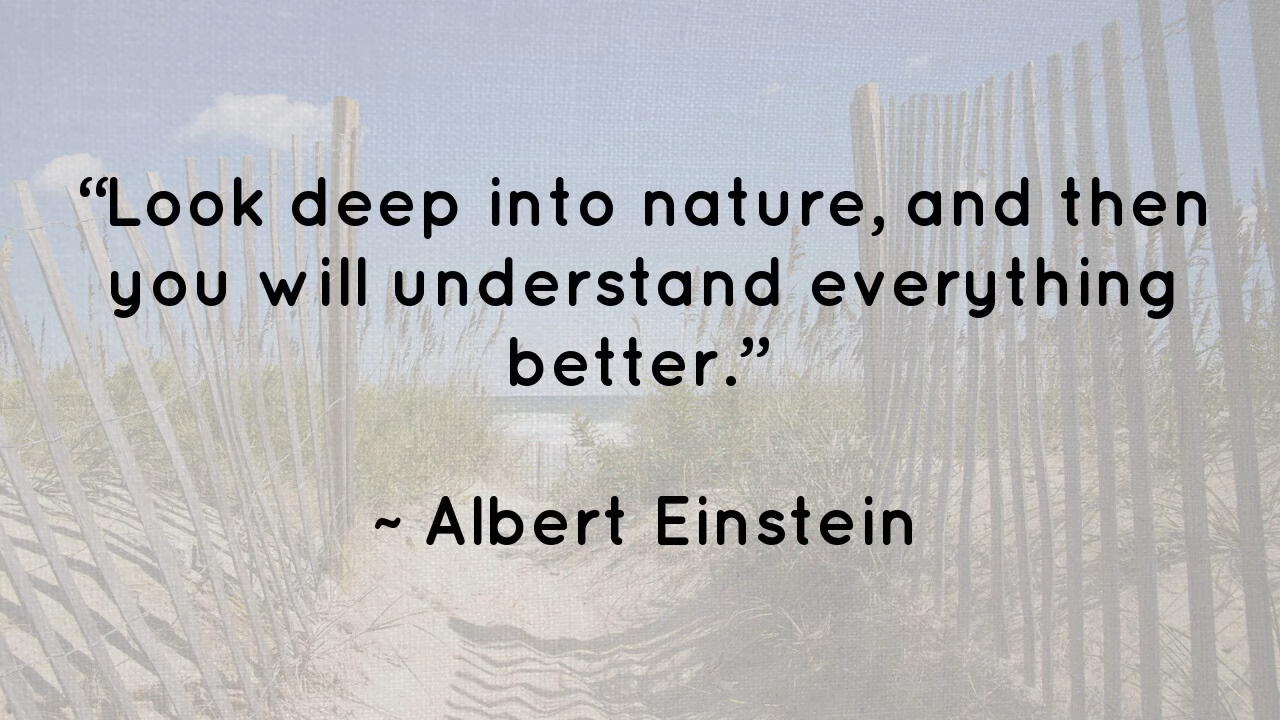 “Look deep into nature, and then
you will understand everything
better.”
~ Albert Einstein